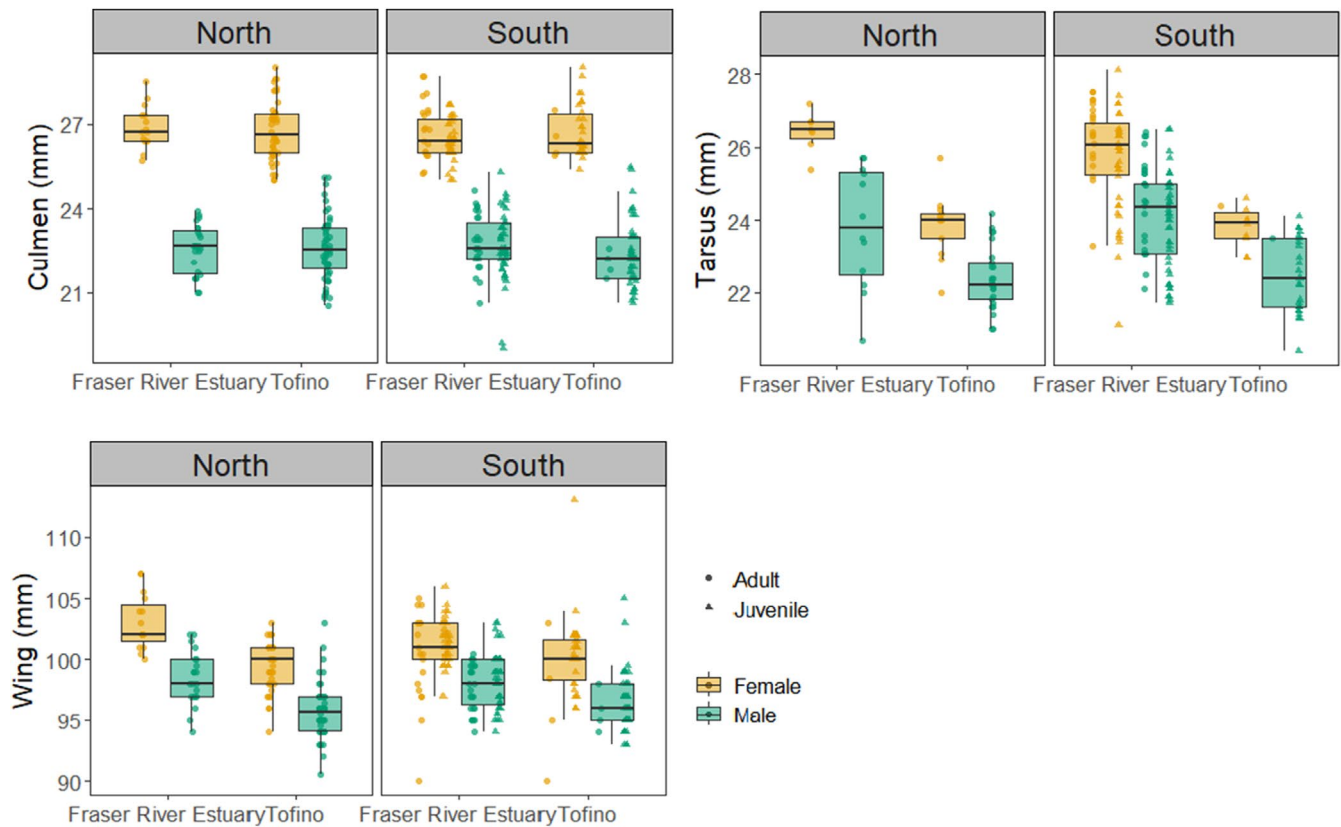 North South
Culmen (mm)
27
24
21
Fraser River Estuary Tofino Fraser River Estuary Tofino
North South
Tarsus (mm)
28
26
24
22
Fraser River Estuary Tofino Fraser River Estuary Tofino
North South
Wing (mm)
110
105
100
95
90
Fraser River Estuary Tofino Fraser River Estuary Tofino
Adult
Juvenile
Female
Male